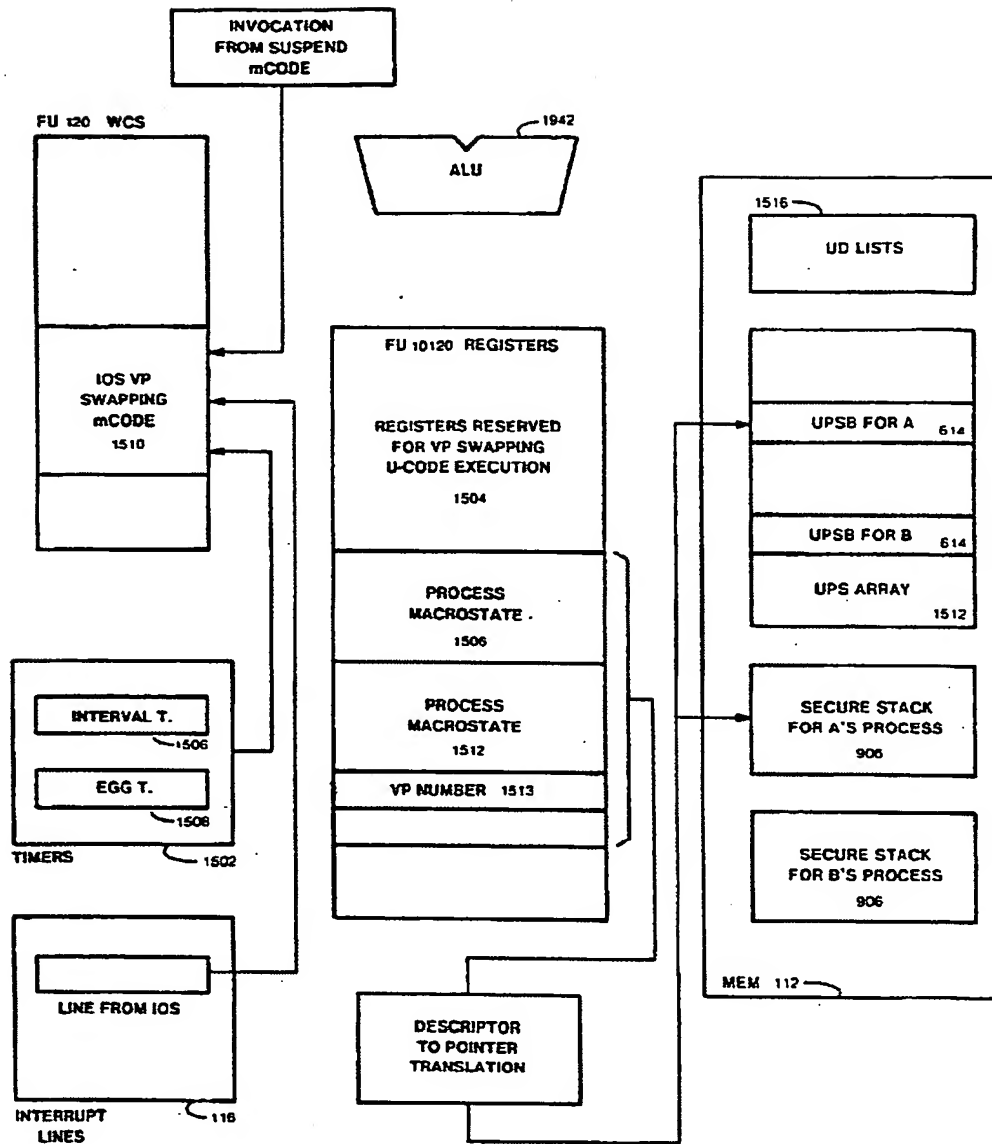 INVOCATION
FROM SUSPEND
mCODE
FU 120 WCS
1942
ALU
1516
UD LISTS
FU 10120 REGISTERS
IOS VP
SWAPPING
mCODE
1510
REGISTERS RESERVED
FOR VP SWAPPING
U-CODE EXECUTION
1504
UPSB FOR A 614
UPSB FOR B 614
UPS ARRAY
1512
PROCESS
MACROSTATE
1506
PROCESS
MACROSTATE
1512
VP NUMBER 1513
INTERVAL T.
1506
EGG T.
1508
TIMERS
1502
SECURE STACK
FOR A'S PROCESS
906
SECURE STACK
FOR B'S PROCESS
906
LINE FROM IOS
MEM 112
DESCRIPTOR
TO POINTER
TRANSLATION
INTERRUPT
LINES
116